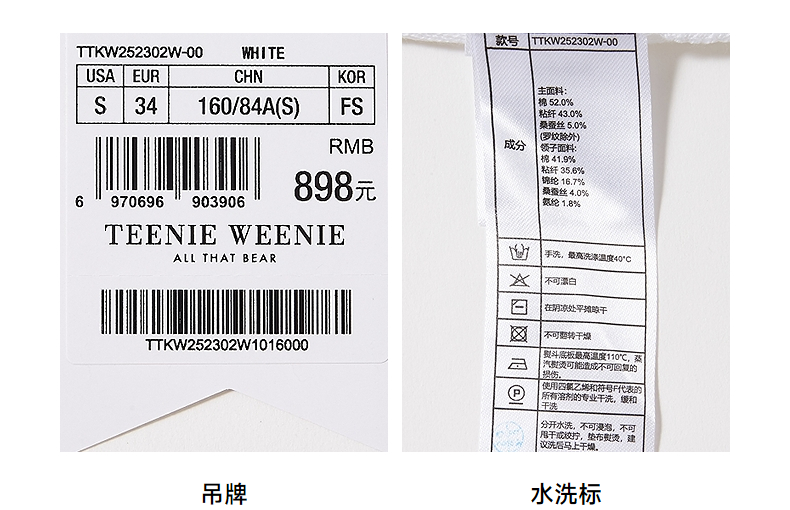 TTKW252302W-00 WHITE
USA EUR CHN KOR
S 34 160/84A(S) FS
RMB
898元
6 970696 903906
TEENIE WEENIE
ALL THAT BEAR
TTKW252302W1016000
吊牌
款号 TTKW252302W-00
成分
主面料：
棉 52.0%
粘纤 43.0%
桑蚕丝 5.0%
(罗纹除外)
领子面料：
棉 41.9%
粘纤 35.6%
锦纶 16.7%
桑蚕丝 4.0%
氨纶 1.8%
手洗，最高洗涤温度40°C
不可漂白
在阴凉处平摊晾干
不可翻转干燥
熨斗底板最高温度110℃，蒸
汽熨烫可能造成不可回复的
损伤。
P
使用四氯乙烯和符号F代表的
所有溶剂的专业干洗，缓和
干洗
分开水洗，不可浸泡，不可
甩干或绞拧，垫布熨烫，建
议洗后马上干燥。
水洗标